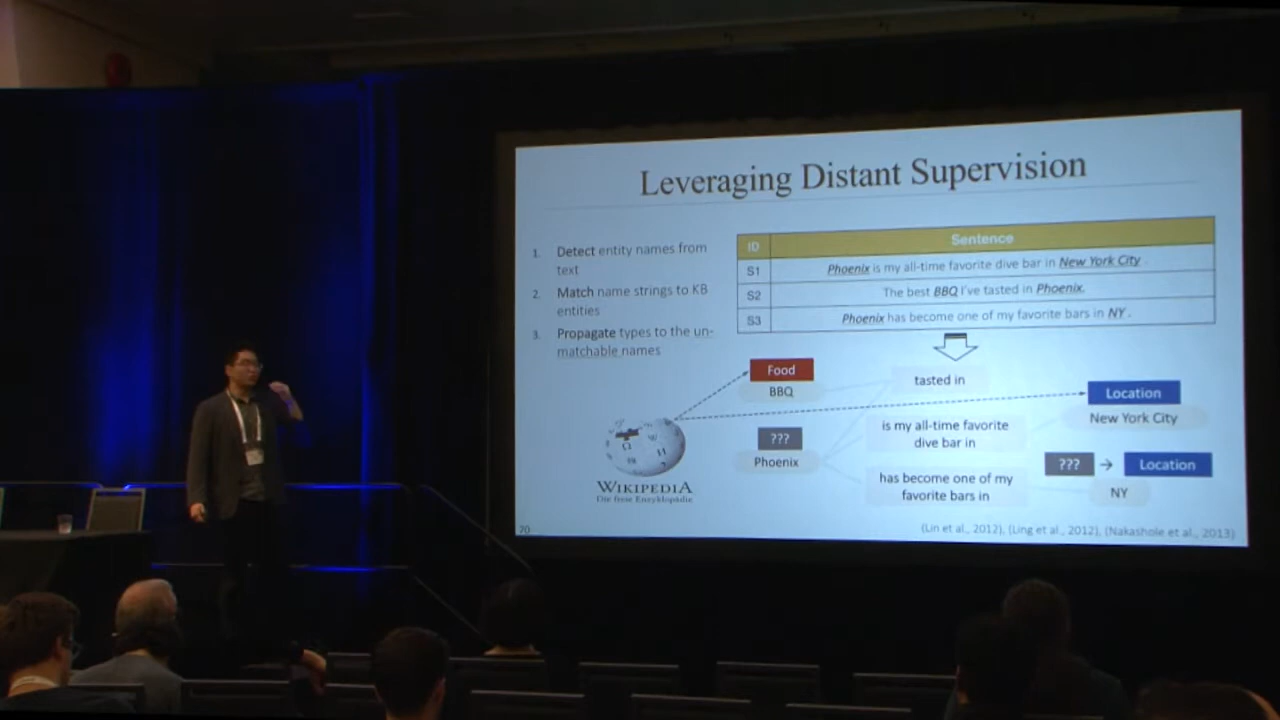 Leveraging Distant Supervision
1. Detect entity names from
text
2. Match name strings to KB
entities
3. Propagate types to the un-
matchable names
ID Sentence
S1 Phoenix is my all-time favorite dive bar in New York City
S2 The best BBQ I've tasted in Phoenix.
S3 Phoenix has become one of my favorite bars in NY .
Food
BBQ
tasted in
Location
New York City
???
Phoenix
is my all-time favorite
dive bar in
has become one of my
favorite bars in
??? → Location
NY
Ω
W
И
WIKIPEDIA
Die freie Enzyklopädie
(Lin et al., 2012), (Ling et al., 2012), (Nakashole et al., 2013)
20